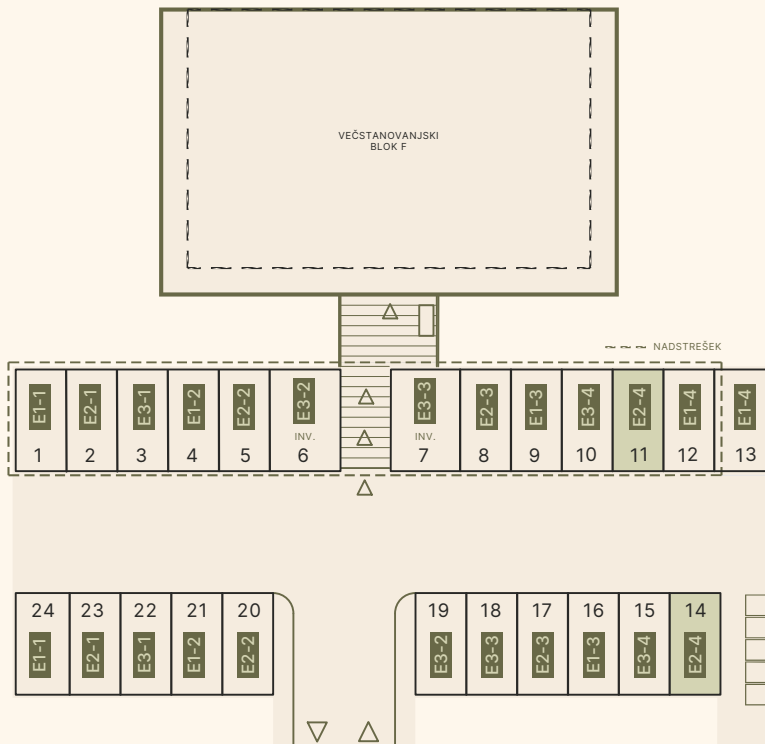 VEČSTANOVANJSKI
BLOK F
NADSTREŠEK
E1-1 E2-1 E3-1 E1-2 E2-2 E3-2 E3-3 E2-3 E1-3 E3-4 E2-4 E1-4 E1-4
INV. INV.
1 2 3 4 5 6 7 8 9 10 11 12 13
24 23 22 21 20 19 18 17 16 15 14
E1-1 E2-1 E3-1 E1-2 E2-2 E3-2 E3-3 E2-3 E1-3 E3-4 E2-4